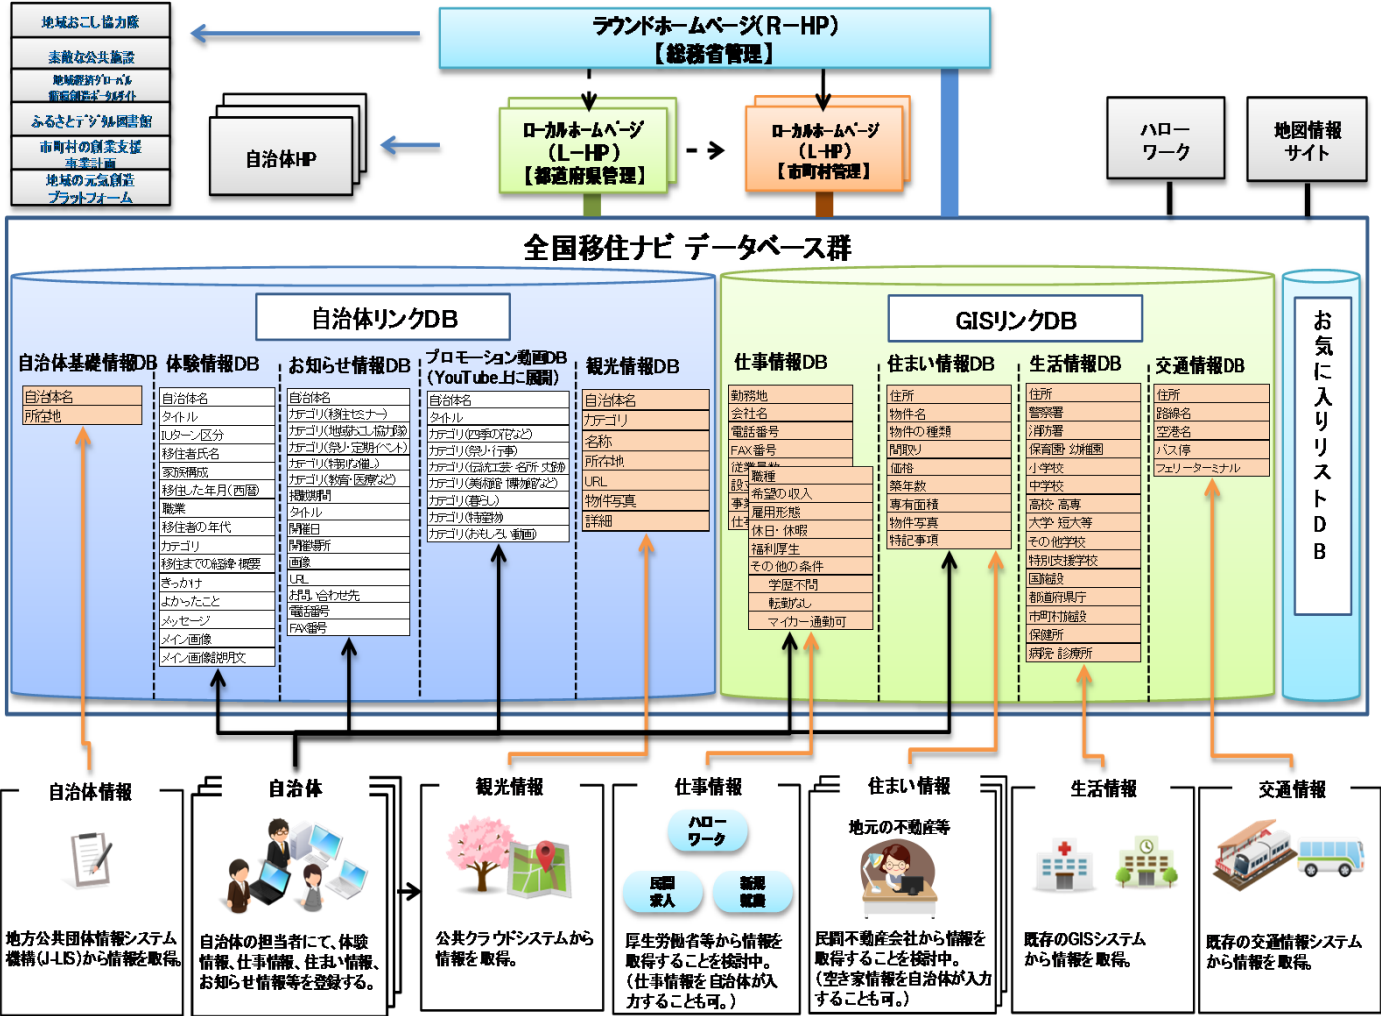 地域おこし協力隊
素敵な公共施設
地域経済グローバル
循環創造ポータルサイト
ふるさとデジタル図書館
市町村の創業支援
事業計画
地域の元気創造
プラットフォーム
ラウンドホームページ(R－HP)
【総務省管理】
自治体HP
ローカルホームページ
(L－HP)
【都道府県管理】
ローカルホームページ
(L－HP)
【市町村管理】
ハロー
ワーク
地図情報
サイト
全国移住ナビ データベース群
自治体リンクDB
GISリンクDB
お気に入りリストDB
自治体基礎情報DB
自治体名
所在地
体験情報DB
自治体名
タイトル
IUターン区分
移住者氏名
家族構成
移住した年月(西暦)
職業
移住者の年代
カテゴリ
移住までの経緯・概要
きっかけ
よかったこと
メッセージ
メイン画像
メイン画像説明文
お知らせ情報DB
自治体名
カテゴリ(移住セミナー)
カテゴリ(地域おこし協力隊)
カテゴリ(祭り・定期イベント)
カテゴリ(特別な催し)
カテゴリ(教育・医療など)
掲載期間
タイトル
開催日
開催場所
画像
URL
お問い合わせ先
電話番号
FAX番号
プロモーション動画DB
(YouTube上に展開)
自治体名
タイトル
カテゴリ(四季の花など)
カテゴリ(祭り・行事)
カテゴリ(伝統工芸・名所・史跡)
カテゴリ(美術館・博物館など)
カテゴリ(暮らし)
カテゴリ(特産物)
カテゴリ(おもしろい動画)
観光情報DB
自治体名
カテゴリ
名称
所在地
URL
物件写真
詳細
仕事情報DB
勤務地
会社名
電話番号
FAX番号
従業員数
設
事業
仕事
職種
希望の収入
雇用形態
休日・休暇
福利厚生
その他の条件
学歴不問
転勤なし
マイカー通勤可
住まい情報DB
住所
物件名
物件の種類
間取り
価格
築年数
専有面積
物件写真
特記事項
生活情報DB
住所
警察署
消防署
保育園・幼稚園
小学校
中学校
高校・高専
大学・短大等
その他学校
特別支援学校
国施設
都道府県庁
市町村施設
保健所
病院・診療所
交通情報DB
住所
路線名
空港名
バス停
フェリーターミナル
自治体情報
地方公共団体情報システム
機構(J-LIS)から情報を取得。
自治体
自治体の担当者にて、体験
情報、仕事情報、住まい情報、
お知らせ情報等を登録する。
観光情報
公共クラウドシステムから
情報を取得。
仕事情報
ハロー
ワーク
民間
求人
新規
就農
厚生労働省等から情報を
取得することを検討中。
(仕事情報を自治体が入
力することも可。)
住まい情報
地元の不動産等
民間不動産会社から情報を
取得することを検討中。
(空き家情報を自治体が入力
することも可。)
生活情報
既存のGISシステム
から情報を取得。
交通情報
既存の交通情報システム
から情報を取得。